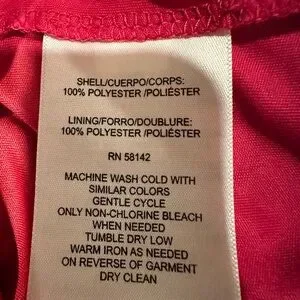 SHELL/CUERPO/CORPS:
100% POLYESTER /POLIÉSTER
LINING/FORRO/DOUBLURE:
100% POLYESTER /POLIÉSTER
RN 58142
MACHINE WASH COLD WITH
SIMILAR COLORS
GENTLE CYCLE
ONLY NON-CHLORINE BLEACH
WHEN NEEDED
TUMBLE DRY LOW
WARM IRON AS NEEDED
ON REVERSE OF GARMENT
DRY CLEAN